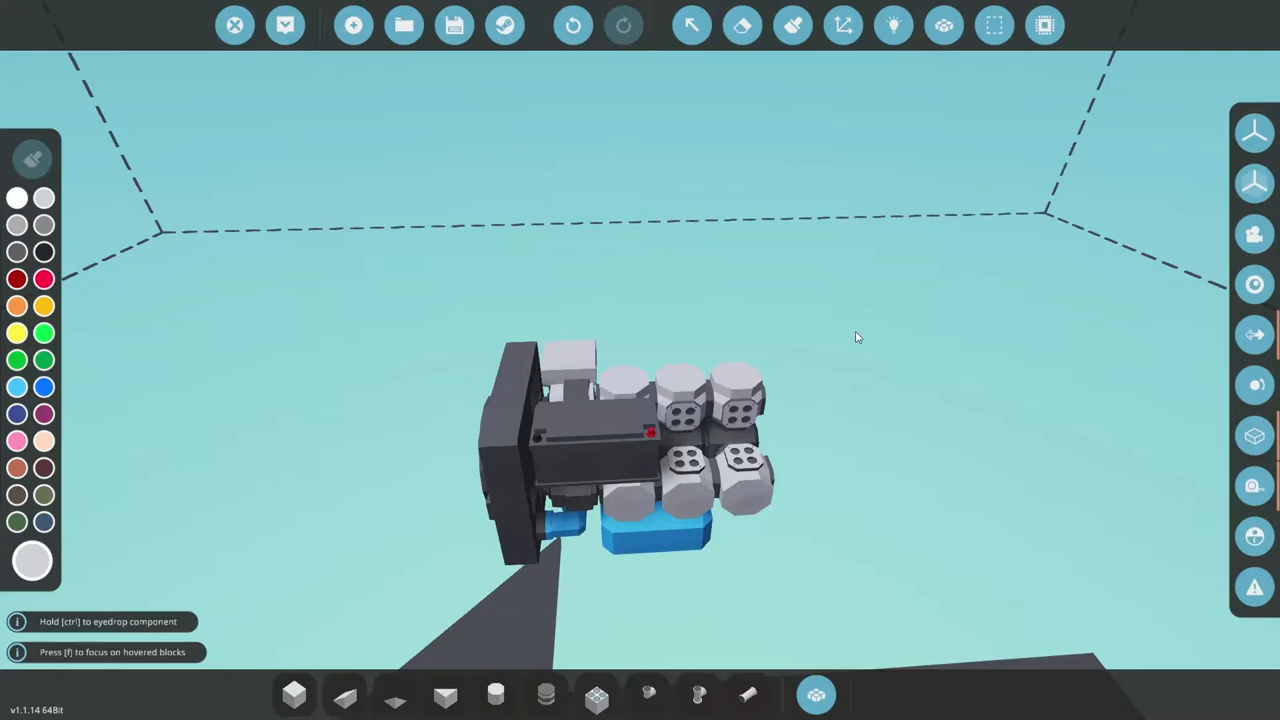 Hold [ctrl] to eyedrop component
Press [f] to focus on hovered blocks
v1.1.14 64Bit